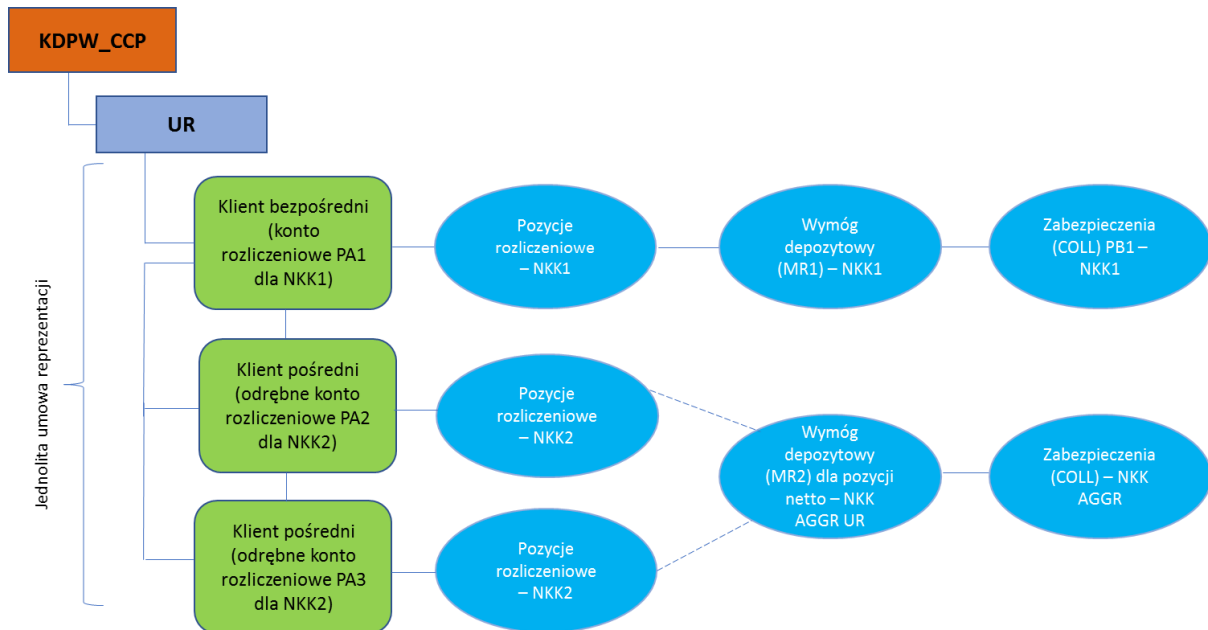 KDPW_CCP
UR
Jednolita umowa reprezentacji
Klient bezpośredni
(konto
rozliczeniowe PA1
dla NKK1)
Pozycje
rozliczeniowe
– NKK1
Wymóg
depozytowy
(MR1) – NKK1
Zabezpieczenia
(COLL) PB1 –
NKK1
Klient pośredni
(odrębne konto
rozliczeniowe PA2
dla NKK2)
Pozycje
rozliczeniowe
– NKK2
Wymóg
depozytowy
(MR2) dla pozycji
netto – NKK
AGGR UR
Zabezpieczenia
(COLL) – NKK
AGGR
Klient pośredni
(odrębne konto
rozliczeniowe PA3
dla NKK2)
Pozycje
rozliczeniowe
– NKK2